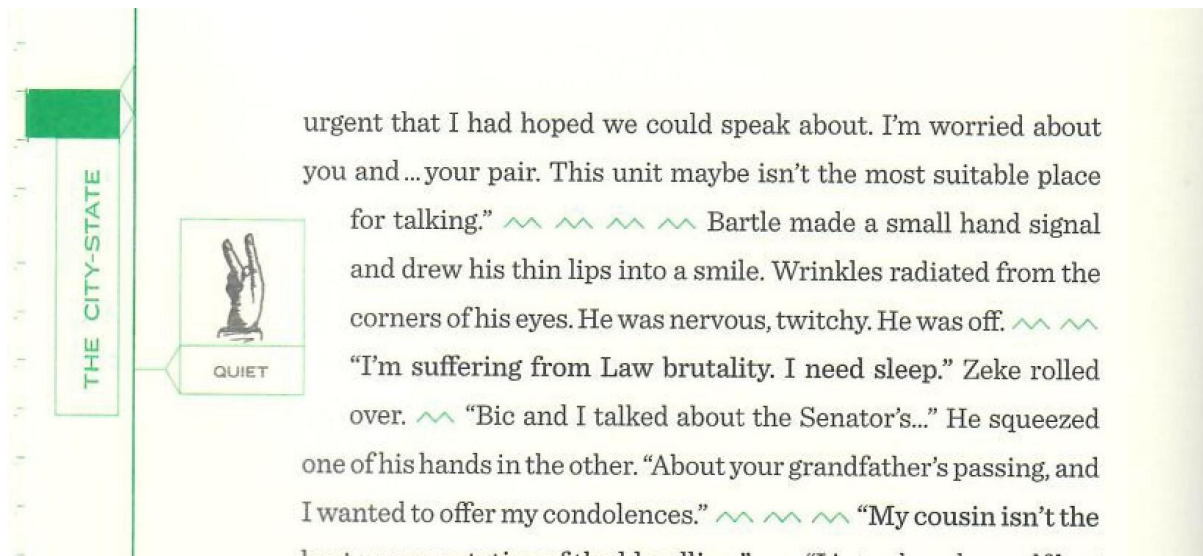 THE CITY-STATE
QUIET
urgent that I had hoped we could speak about. I’m worried about
you and...your pair. This unit maybe isn’t the most suitable place
for talking.” Bartle made a small hand signal
and drew his thin lips into a smile. Wrinkles radiated from the
corners of his eyes. He was nervous, twitchy. He was off.
“I’m suffering from Law brutality. I need sleep.” Zeke rolled
over. “Bic and I talked about the Senator’s...” He squeezed
one of his hands in the other. “About your grandfather’s passing, and
I wanted to offer my condolences.” “My cousin isn’t the